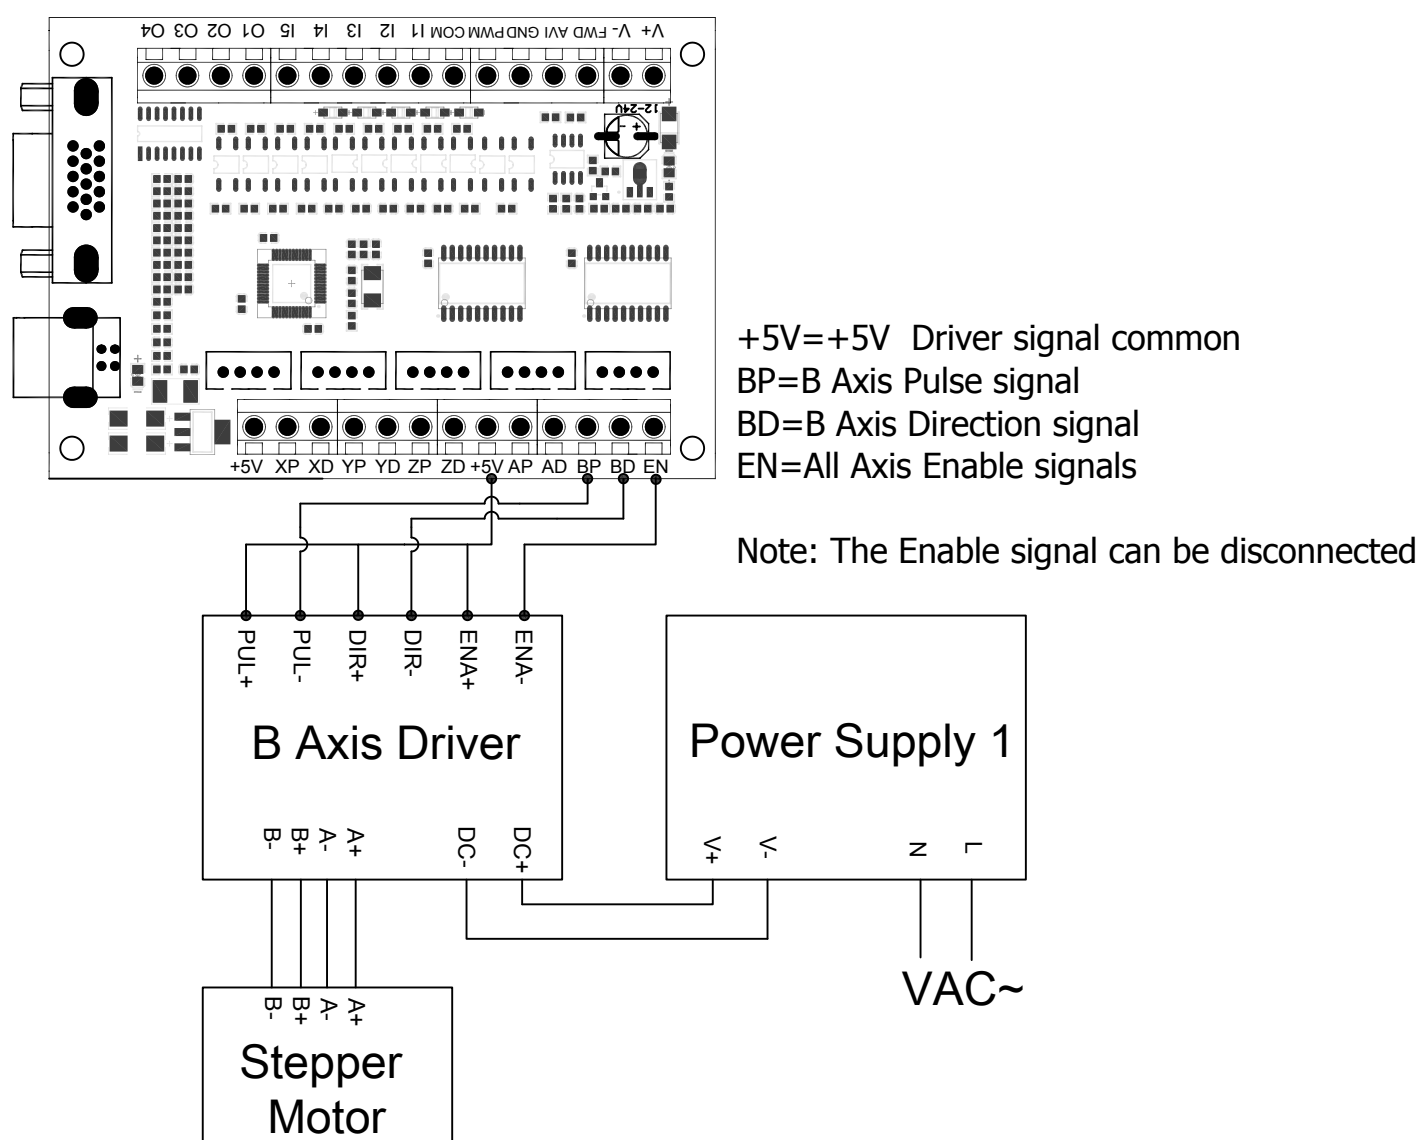 O4 O3 O2 O1 I5 I4 I3 I2 I1 COM PWM GND AVI FWD V- V+
12-24V
+ -
+5V XP XD YP YD ZP ZD +5V AP AD BP BD EN
+5V=+5V Driver signal common
BP=B Axis Pulse signal
BD=B Axis Direction signal
EN=All Axis Enable signals
Note: The Enable signal can be disconnected
PUL+ PUL- DIR+ DIR- ENA+ ENA-
B Axis Driver
B- B+ A- A+ DC- DC+
Power Supply 1
V+ V- N L
VAC~
B- B+ A- A+
Stepper
Motor